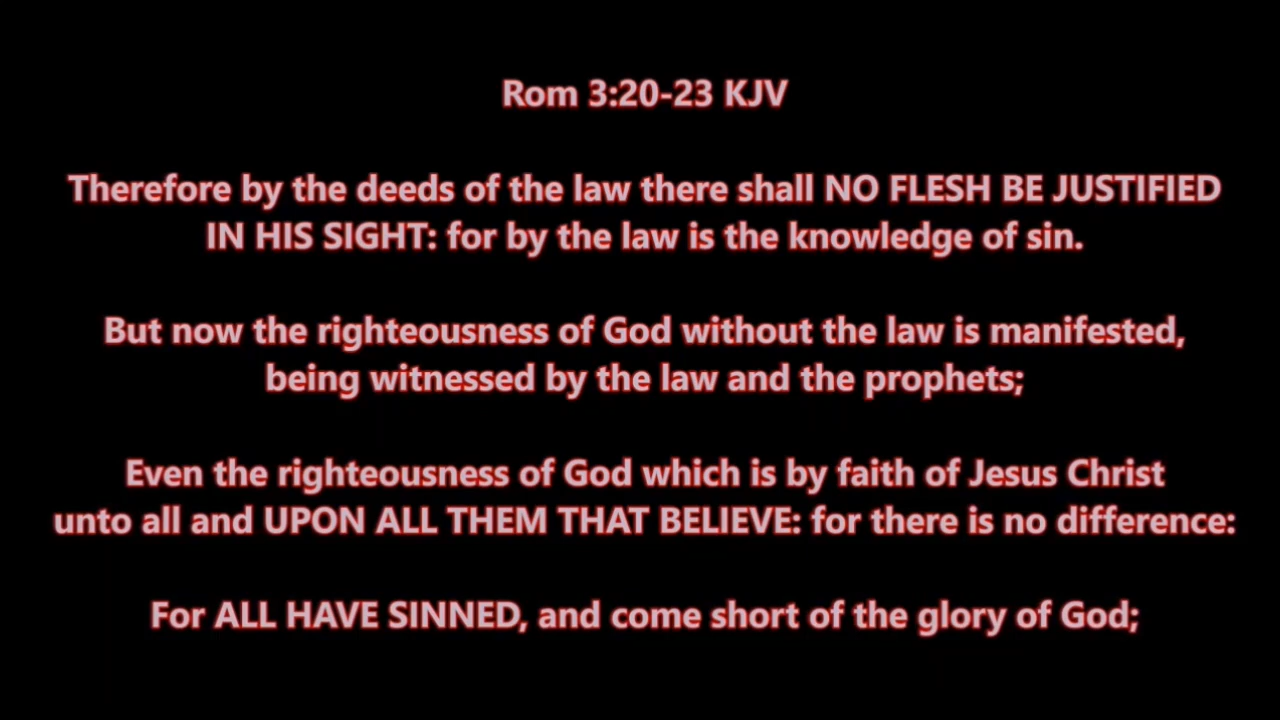 Rom 3:20-23 KJV
Therefore by the deeds of the law there shall NO FLESH BE JUSTIFIED
IN HIS SIGHT: for by the law is the knowledge of sin.
But now the righteousness of God without the law is manifested,
being witnessed by the law and the prophets;
Even the righteousness of God which is by faith of Jesus Christ
unto all and UPON ALL THEM THAT BELIEVE: for there is no difference:
For ALL HAVE SINNED, and come short of the glory of God;